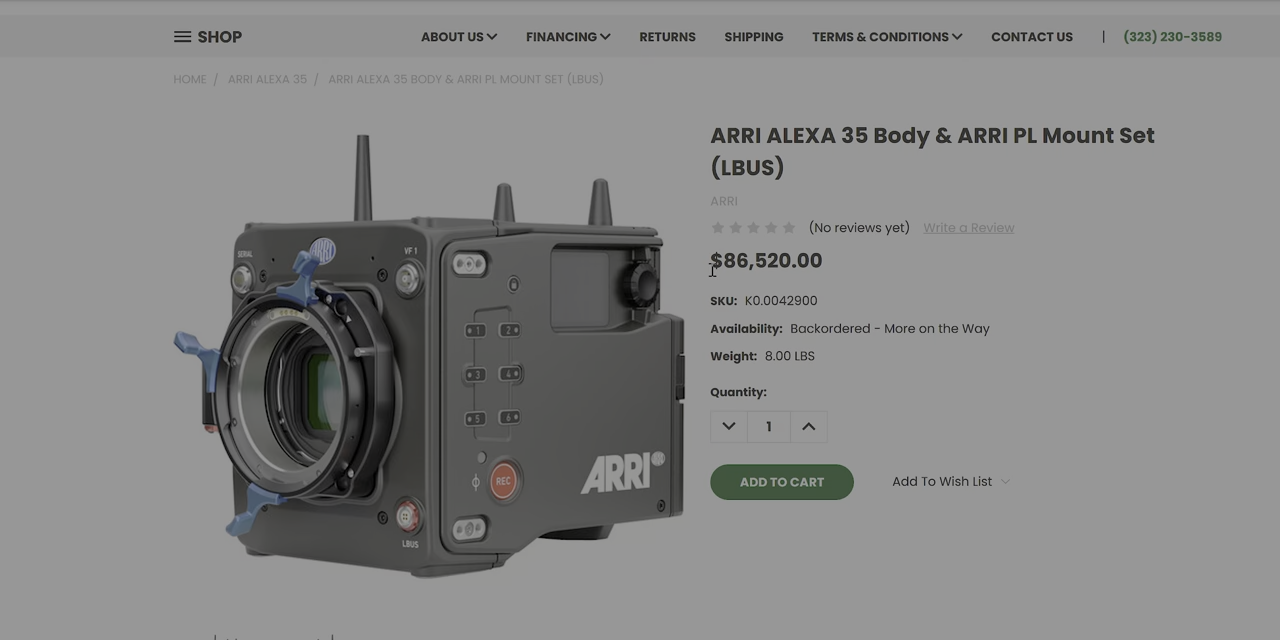 SHOP
ABOUT US
FINANCING
RETURNS
SHIPPING
TERMS & CONDITIONS
CONTACT US
|
(323) 230-3589
HOME / ARRI ALEXA 35 / ARRI ALEXA 35 BODY & ARRI PL MOUNT SET (LBUS)
ARRI ALEXA 35 Body & ARRI PL Mount Set
(LBUS)
ARRI
(No reviews yet) Write a Review
$86,520.00
SKU: K0.0042900
Availability: Backordered - More on the Way
Weight: 8.00 LBS
Quantity:
1
ADD TO CART
Add To Wish List
ARRI
SERIAL
VF 1
1
2
3
4
5
6
REC
ARRI
LBUS